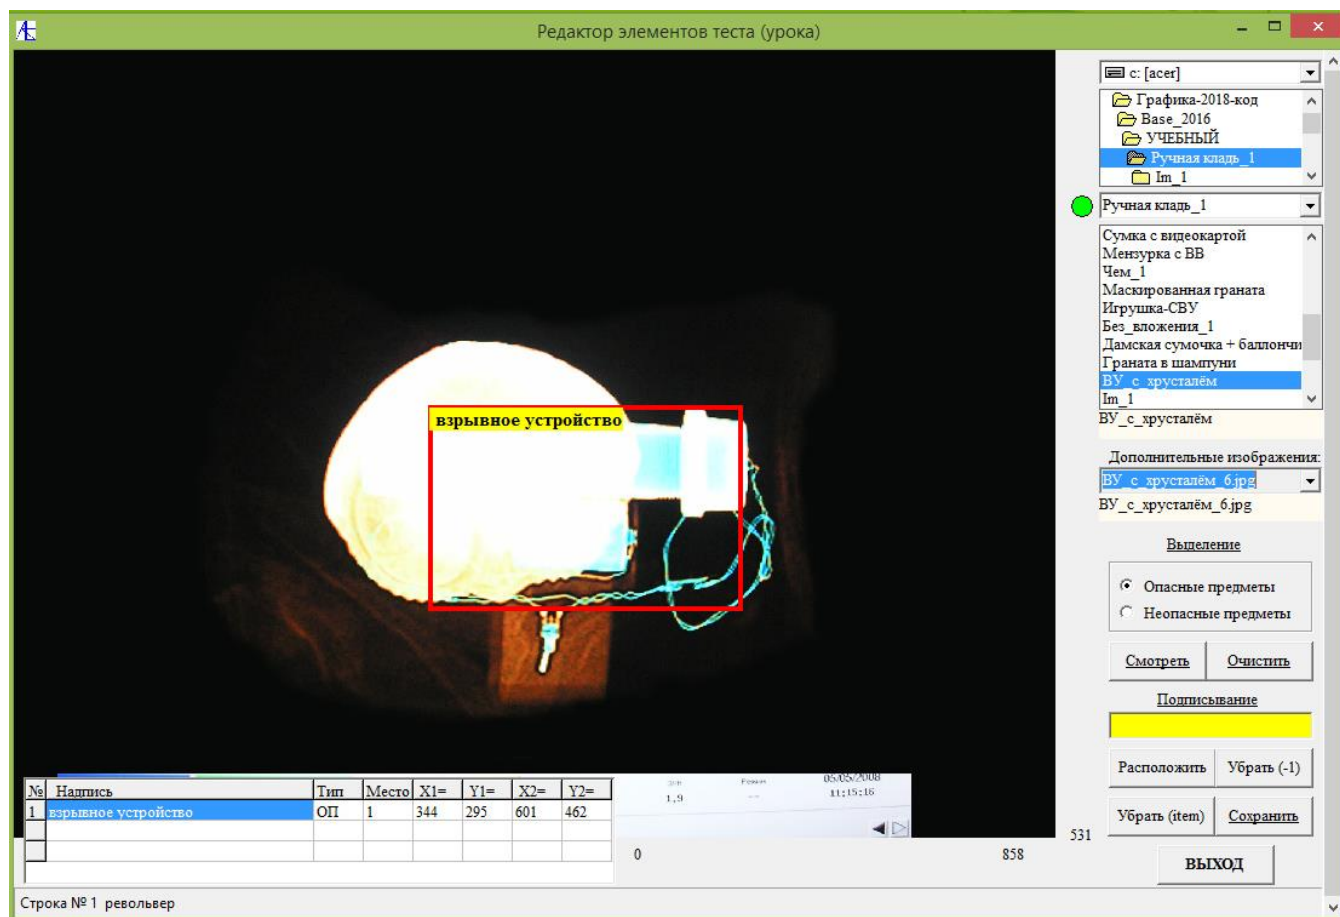 Редактор элементов теста (урока)
c: [acer]
Графика-2018-код
Base_2016
УЧЕБНЫЙ
Ручная кладь_1
Im_1
Ручная кладь_1
Сумка с видеокартой
Мензурка с ВВ
Чем_1
Маскированная граната
Игрушка-СВУ
Без_вложения_1
Дамская сумочка + баллончи
Граната в шампуни
ВУ_с_хрусталём
Im_1
ВУ_с_хрусталём
Дополнительные изображения:
ВУ_с_хрусталём_6.jpg
ВУ_с_хрусталём_6.jpg
взрывное устройство
Выделение
Опасные предметы
Неопасные предметы
Смотреть Очистить
Подписывание
Расположить Убрать (-1)
Убрать (item) Сохранить
ВЫХОД
№ Надпись Тип Место X1= Y1= X2= Y2=
1 взрывное устройство ОП 1 344 295 601 462
1,9
05/05/2008
11:15:16
531
0 858
Строка № 1 револьвер